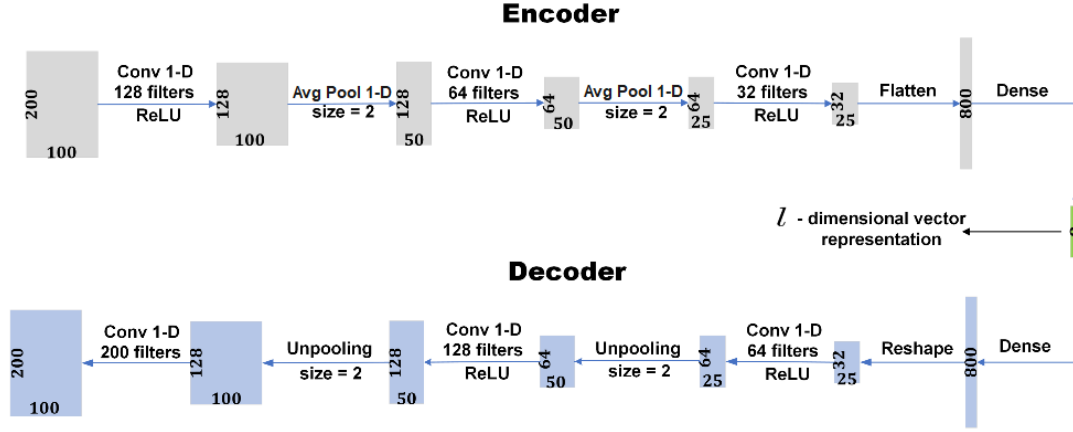 Encoder
200
100
Conv 1-D
128 filters
ReLU
128
100
Avg Pool 1-D
size = 2
128
50
Conv 1-D
64 filters
ReLU
64
50
Avg Pool 1-D
size = 2
64
25
Conv 1-D
32 filters
ReLU
32
25
Flatten
800
Dense
l - dimensional vector
representation
Decoder
200
100
Conv 1-D
200 filters
128
100
Unpooling
size = 2
128
50
Conv 1-D
128 filters
ReLU
64
50
Unpooling
size = 2
64
25
Conv 1-D
64 filters
ReLU
32
25
Reshape
800
Dense